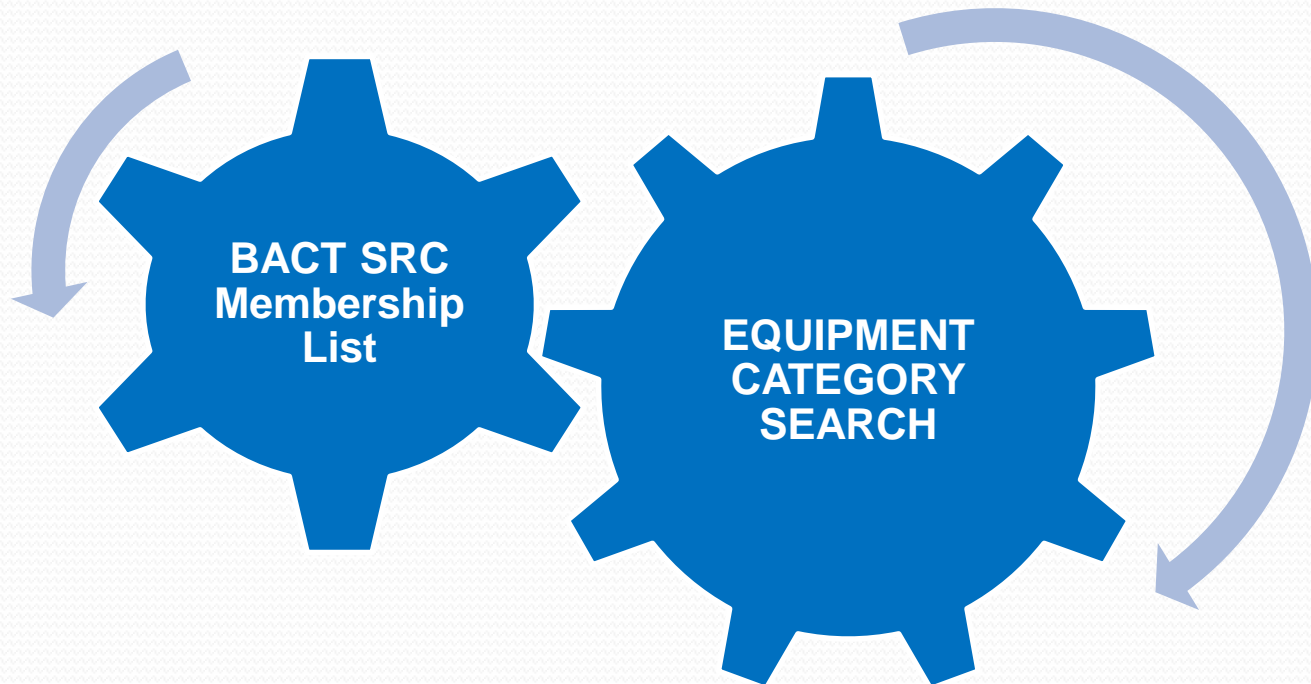 BACT SRC
Membership
List
EQUIPMENT
CATEGORY
SEARCH